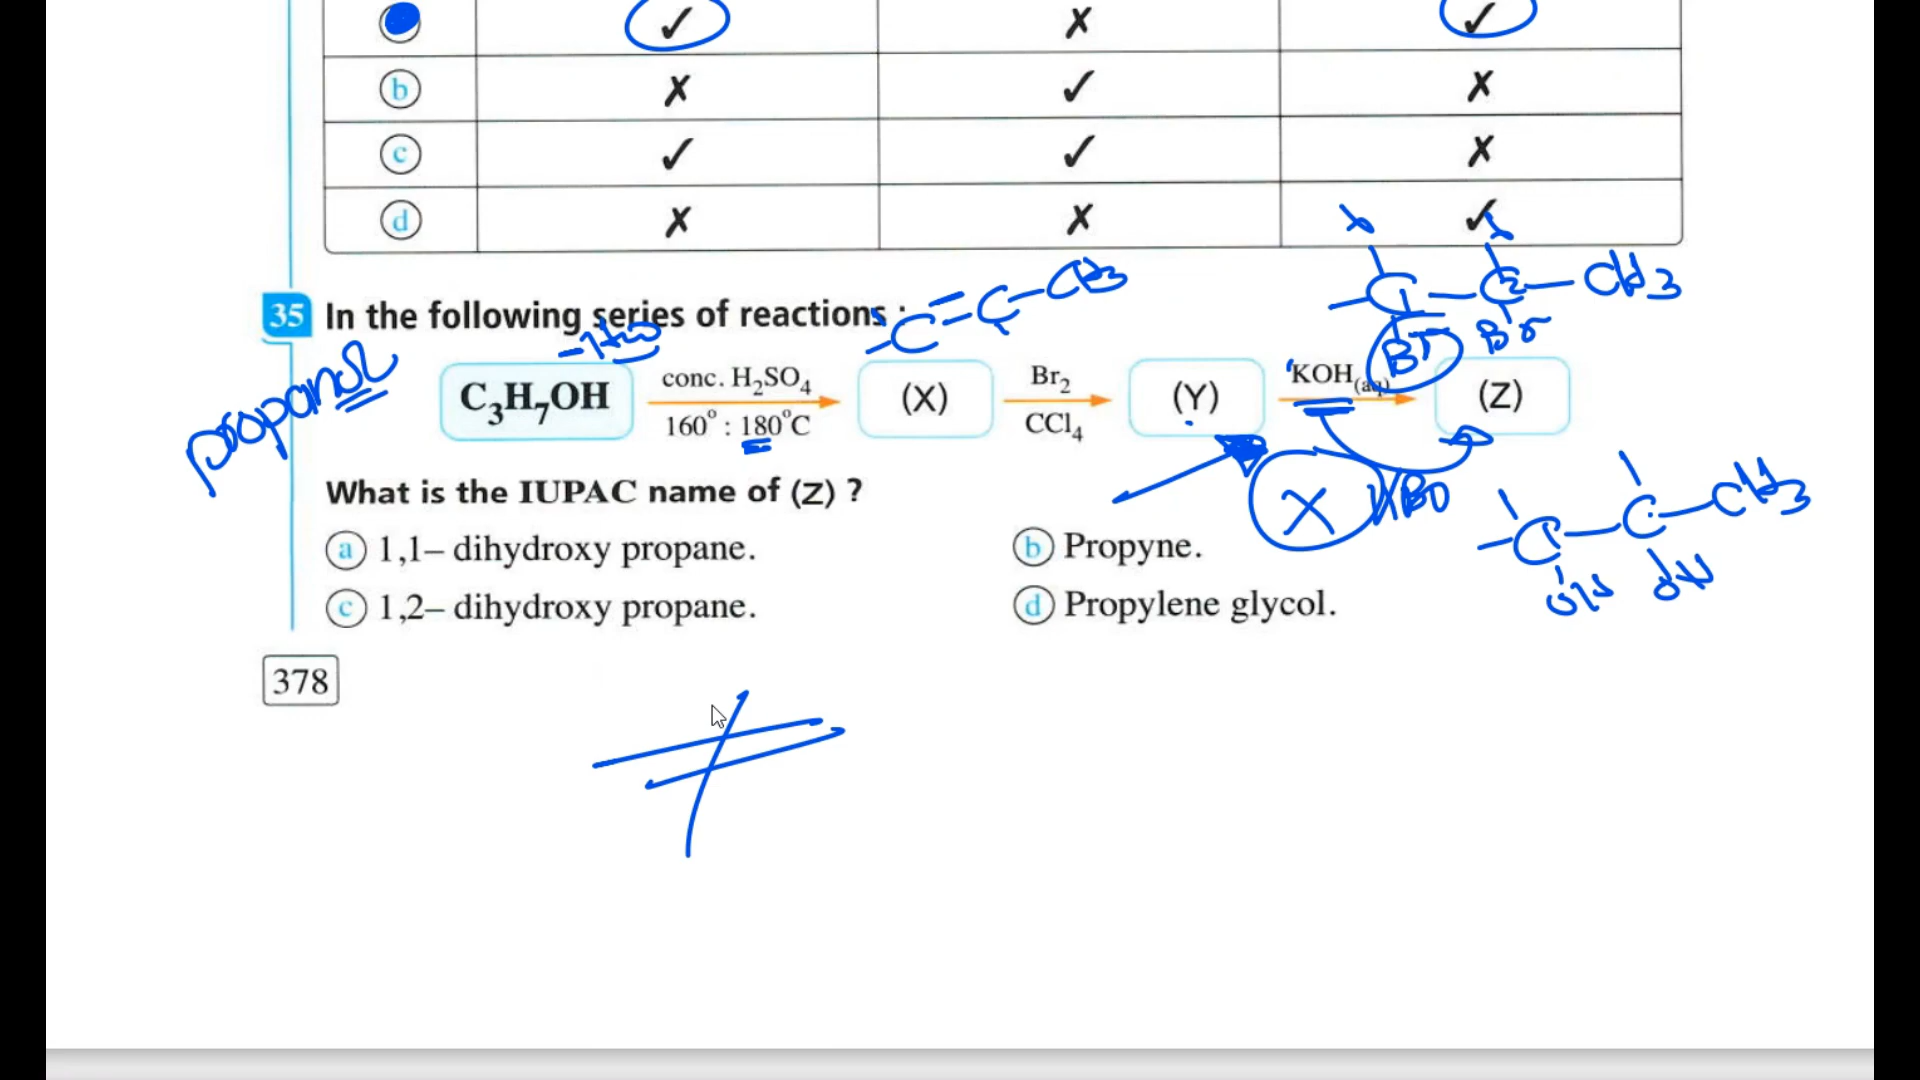 ✓ ✗ ✓
b ✗ ✓ ✗
c ✓ ✓ ✗
d ✗ ✗ ✓
35 In the following series of reactions :
-H₂O
C=C-CH3
C-C-CH3
Br Br
propanol
C₃H₇OH conc. H₂SO₄ 160° : 180°C (X) Br₂ CCl₄ (Y) KOH(aq) (Z)
X
C-C-CH3
OH OH
What is the IUPAC name of (Z) ?
a 1,1– dihydroxy propane.
b Propyne.
c 1,2– dihydroxy propane.
d Propylene glycol.
378